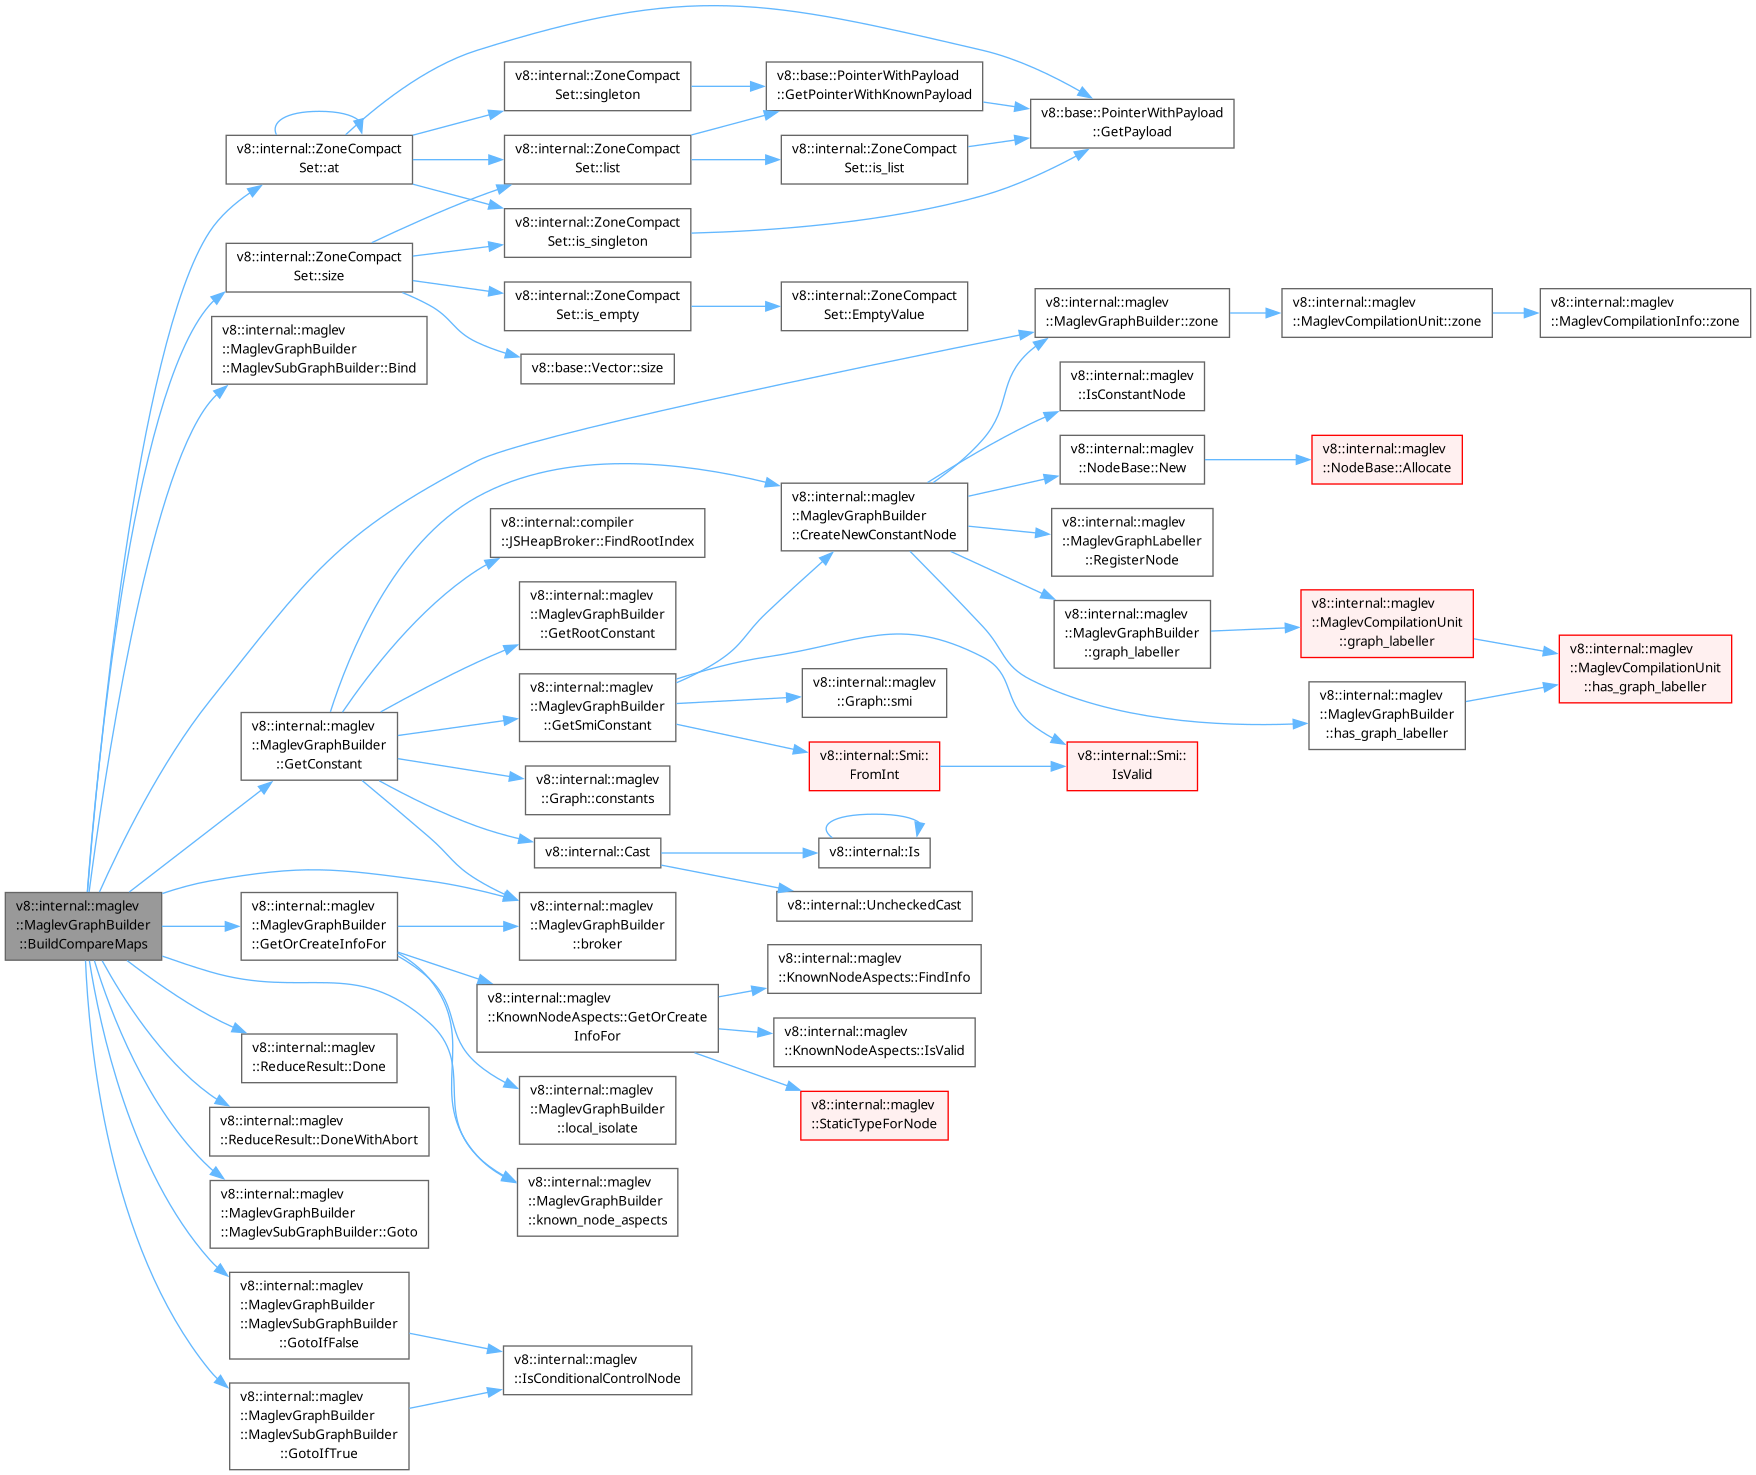 v8::internal::ZoneCompact
Set::singleton
v8::base::PointerWithPayload
::GetPointerWithKnownPayload
v8::base::PointerWithPayload
::GetPayload
v8::internal::ZoneCompact
Set::at
v8::internal::ZoneCompact
Set::list
v8::internal::ZoneCompact
Set::is_list
v8::internal::ZoneCompact
Set::is_singleton
v8::internal::ZoneCompact
Set::size
v8::internal::ZoneCompact
Set::is_empty
v8::internal::ZoneCompact
Set::EmptyValue
v8::internal::maglev
::MaglevGraphBuilder::zone
v8::internal::maglev
::MaglevCompilationUnit::zone
v8::internal::maglev
::MaglevCompilationInfo::zone
v8::internal::maglev
::MaglevGraphBuilder
::MaglevSubGraphBuilder::Bind
v8::base::Vector::size
v8::internal::maglev
::IsConstantNode
v8::internal::maglev
::NodeBase::New
v8::internal::maglev
::NodeBase::Allocate
v8::internal::maglev
::MaglevGraphBuilder
::CreateNewConstantNode
v8::internal::compiler
::JSHeapBroker::FindRootIndex
v8::internal::maglev
::MaglevGraphLabeller
::RegisterNode
v8::internal::maglev
::MaglevGraphBuilder
::GetRootConstant
v8::internal::maglev
::MaglevGraphBuilder
::graph_labeller
v8::internal::maglev
::MaglevCompilationUnit
::graph_labeller
v8::internal::maglev
::MaglevCompilationUnit
::has_graph_labeller
v8::internal::maglev
::MaglevGraphBuilder
::GetSmiConstant
v8::internal::maglev
::Graph::smi
v8::internal::maglev
::MaglevGraphBuilder
::has_graph_labeller
v8::internal::maglev
::MaglevGraphBuilder
::GetConstant
v8::internal::Smi::
FromInt
v8::internal::Smi::
IsValid
v8::internal::maglev
::Graph::constants
v8::internal::Cast
v8::internal::Is
v8::internal::UncheckedCast
v8::internal::maglev
::MaglevGraphBuilder
::BuildCompareMaps
v8::internal::maglev
::MaglevGraphBuilder
::GetOrCreateInfoFor
v8::internal::maglev
::MaglevGraphBuilder
::broker
v8::internal::maglev
::KnownNodeAspects::FindInfo
v8::internal::maglev
::KnownNodeAspects::GetOrCreate
InfoFor
v8::internal::maglev
::KnownNodeAspects::IsValid
v8::internal::maglev
::ReduceResult::Done
v8::internal::maglev
::MaglevGraphBuilder
::local_isolate
v8::internal::maglev
::StaticTypeForNode
v8::internal::maglev
::ReduceResult::DoneWithAbort
v8::internal::maglev
::MaglevGraphBuilder
::known_node_aspects
v8::internal::maglev
::MaglevGraphBuilder
::MaglevSubGraphBuilder::Goto
v8::internal::maglev
::MaglevGraphBuilder
::MaglevSubGraphBuilder
::GotoIfFalse
v8::internal::maglev
::IsConditionalControlNode
v8::internal::maglev
::MaglevGraphBuilder
::MaglevSubGraphBuilder
::GotoIfTrue